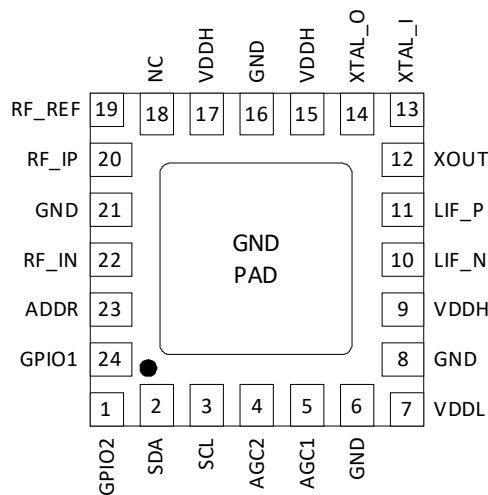 NC
VDDH
GND
VDDH
XTAL_O
XTAL_I
RF_REF 19 18 17 16 15 14 13
RF_IP 20 12 XOUT
GND 21 11 LIF_P
RF_IN 22 10 LIF_N
GND
PAD
ADDR 23 9 VDDH
GPIO1 24 8 GND
1 2 3 4 5 6 7 VDDL
GPIO2
SDA
SCL
AGC2
AGC1
GND